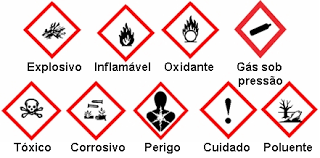 Explosivo Inflamável Oxidante Gás sob
pressão
Tóxico Corrosivo Perigo Cuidado Poluente